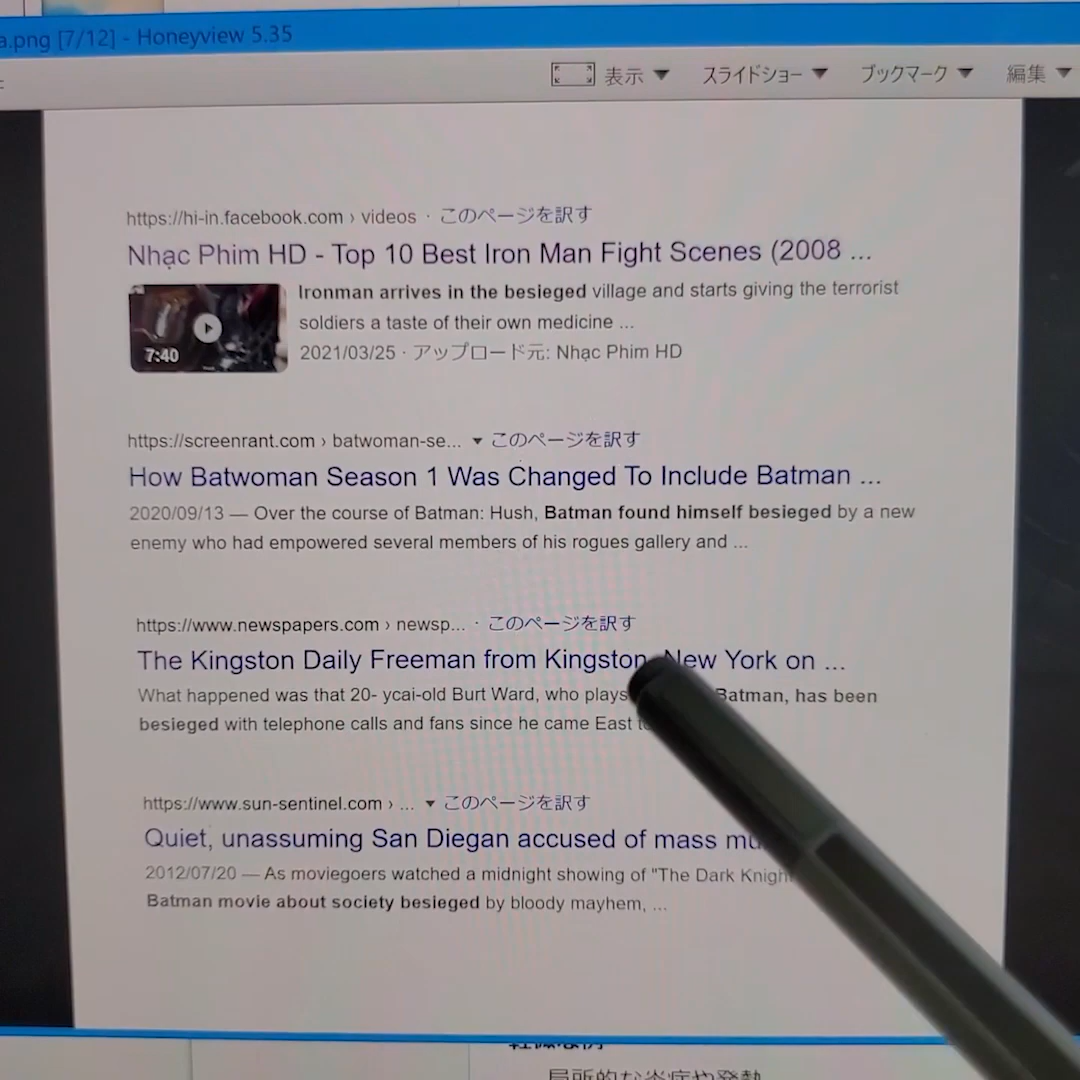 a.png [7/12] - Honeyview 5.35
表示 ▼ スライドショー ▼ ブックマーク ▼ 編集 ▼
https://hi-in.facebook.com › videos · このページを訳す
Nhạc Phim HD - Top 10 Best Iron Man Fight Scenes (2008 ...
Ironman arrives in the besieged village and starts giving the terrorist
soldiers a taste of their own medicine ...
7:40
2021/03/25 · アップロード元: Nhạc Phim HD
https://screenrant.com › batwoman-se... ▼ このページを訳す
How Batwoman Season 1 Was Changed To Include Batman ...
2020/09/13 — Over the course of Batman: Hush, Batman found himself besieged by a new
enemy who had empowered several members of his rogues gallery and ...
https://www.newspapers.com › newsp... · このページを訳す
The Kingston Daily Freeman from Kingston, New York on ...
What happened was that 20- ycai-old Burt Ward, who plays Batman, has been
besieged with telephone calls and fans since he came East
https://www.sun-sentinel.com › ... ▼ このページを訳す
Quiet, unassuming San Diegan accused of mass
2012/07/20 — As moviegoers watched a midnight showing of "The Dark Knigh
Batman movie about society besieged by bloody mayhem, ...